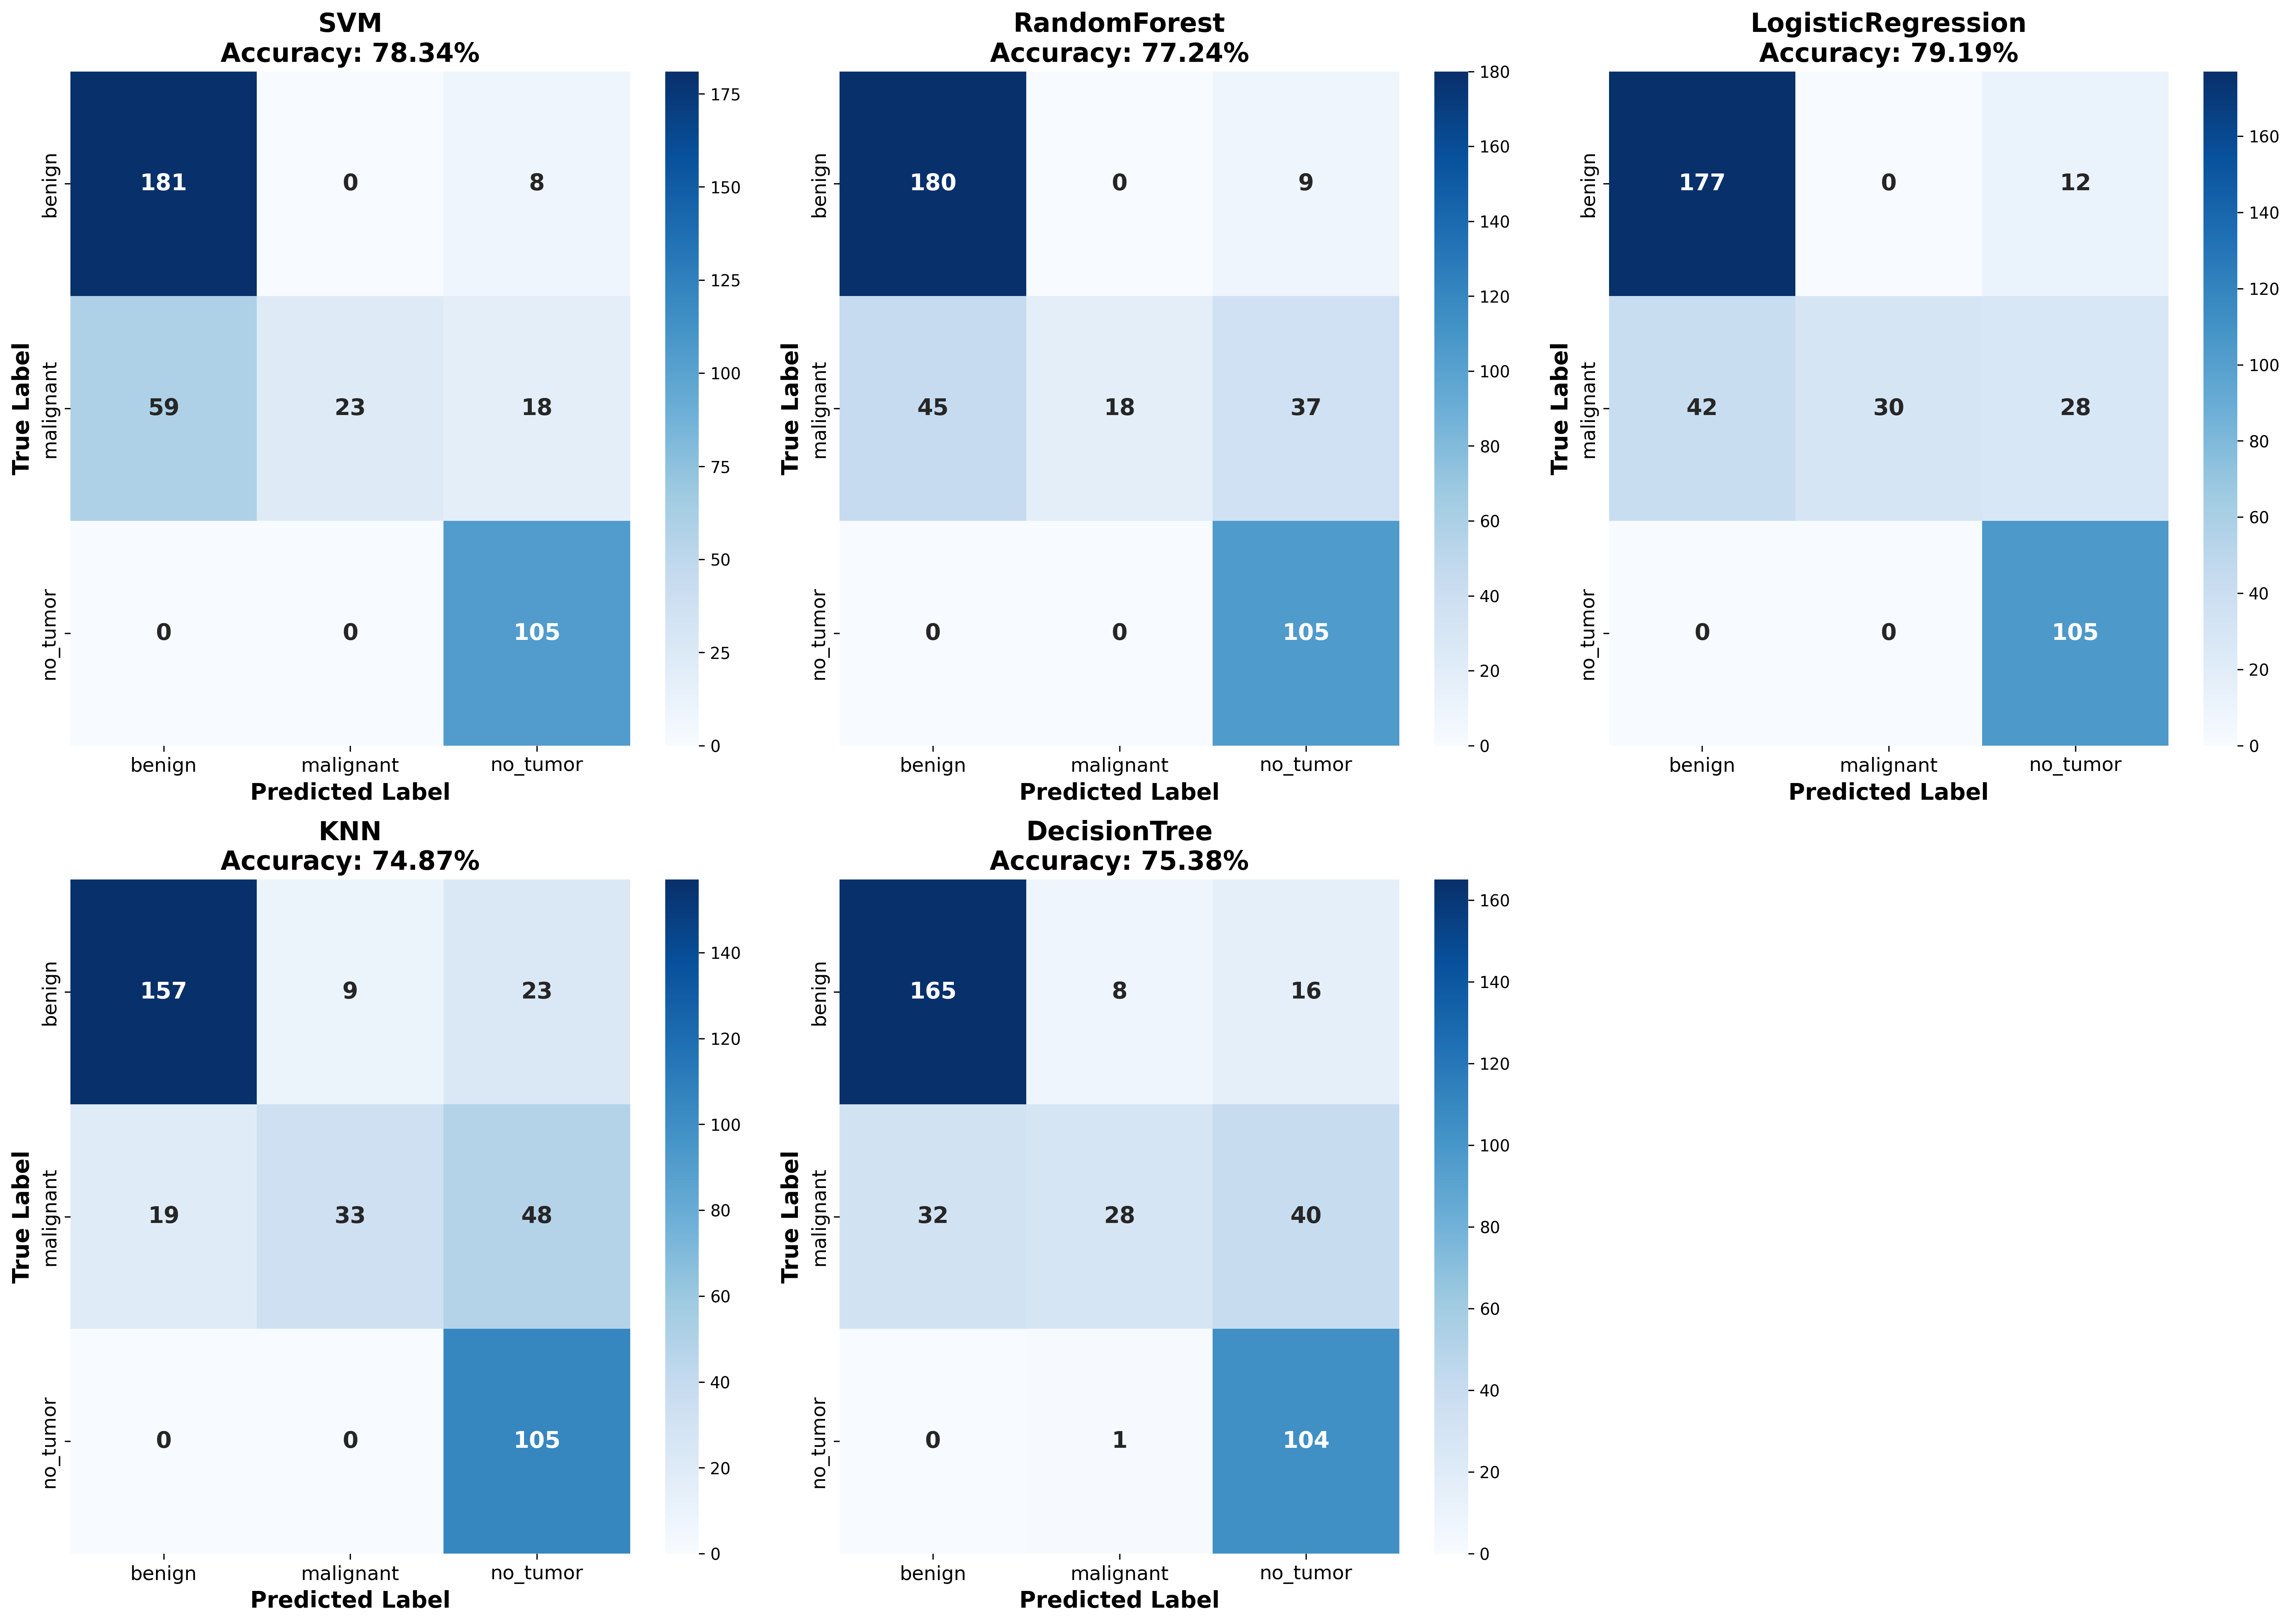 SVM
Accuracy: 78.34%
175
150
125
100
75
50
25
0
181 0 8
59 23 18
0 0 105
benign
malignant
no_tumor
True Label
benign malignant no_tumor
Predicted Label
RandomForest
Accuracy: 77.24%
180
160
140
120
100
80
60
40
20
0
180 0 9
45 18 37
0 0 105
benign
malignant
no_tumor
True Label
benign malignant no_tumor
Predicted Label
LogisticRegression
Accuracy: 79.19%
160
140
120
100
80
60
40
20
0
177 0 12
42 30 28
0 0 105
benign
malignant
no_tumor
True Label
benign malignant no_tumor
Predicted Label
KNN
Accuracy: 74.87%
140
120
100
80
60
40
20
0
157 9 23
19 33 48
0 0 105
benign
malignant
no_tumor
True Label
benign malignant no_tumor
Predicted Label
DecisionTree
Accuracy: 75.38%
160
140
120
100
80
60
40
20
0
165 8 16
32 28 40
0 1 104
benign
malignant
no_tumor
True Label
benign malignant no_tumor
Predicted Label